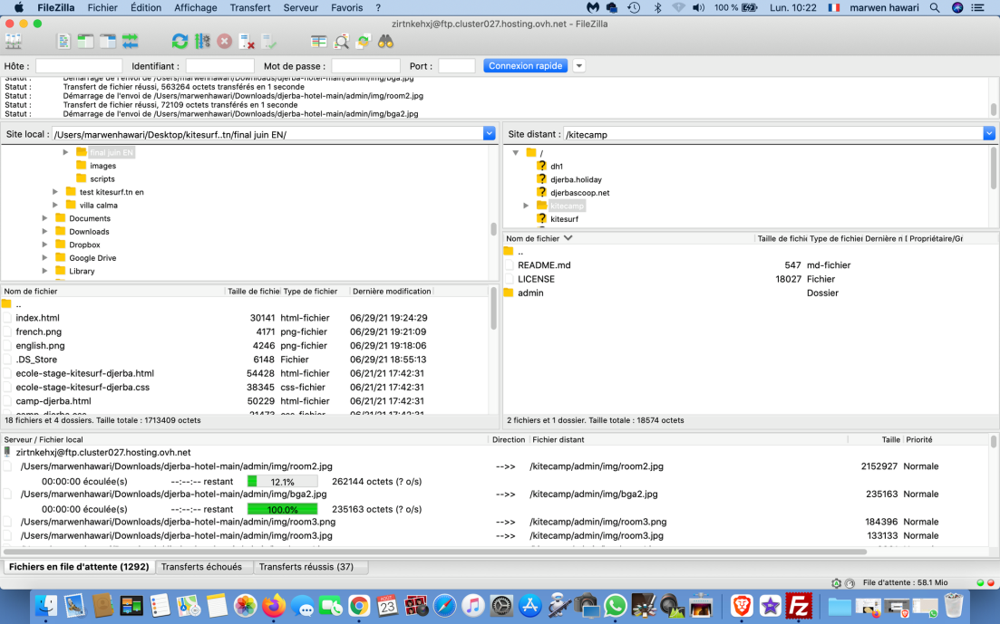 FileZilla Fichier Édition Affichage Transfert Serveur Favoris ? 100 % Lun. 10:22 marwen hawari
zirtnkehxj@ftp.cluster027.hosting.ovh.net - FileZilla
Hôte : Identifiant : Mot de passe : Port : Connexion rapide
Statut : Démarrage de l'envoi de /Users/marwenhawari/Downloads/djerba-hotel-main/admin/img/bga.jpg
Statut : Transfert de fichier réussi, 563264 octets transférés en 1 seconde
Statut : Démarrage de l'envoi de /Users/marwenhawari/Downloads/djerba-hotel-main/admin/img/room2.jpg
Statut : Transfert de fichier réussi, 72109 octets transférés en 1 seconde
Statut : Démarrage de l'envoi de /Users/marwenhawari/Downloads/djerba-hotel-main/admin/img/bga2.jpg
Site local : /Users/marwenhawari/Desktop/kitesurf..tn/final juin EN/
final juin EN
images
scripts
test kitesurf.tn en
villa calma
Documents
Downloads
Dropbox
Google Drive
Library
Nom de fichier Taille de fichie Type de fichier Dernière modification
..
index.html 30141 html-fichier 06/29/21 19:24:29
french.png 4171 png-fichier 06/29/21 19:21:09
english.png 4246 png-fichier 06/29/21 19:18:06
.DS_Store 6148 Fichier 06/29/21 18:55:13
ecole-stage-kitesurf-djerba.html 54428 html-fichier 06/21/21 17:42:31
ecole-stage-kitesurf-djerba.css 38345 css-fichier 06/21/21 17:42:31
camp-djerba.html 50229 html-fichier 06/21/21 17:42:31
camp-djerba.css 21473 css-fichier 06/21/21 17:42:31
18 fichiers et 4 dossiers. Taille totale : 1713409 octets
Site distant : /kitecamp
/
dh1
djerba.holiday
djerbascoop.net
kitecamp
kitesurf
Nom de fichier Taille de fichi Type de fichier Dernière n Propriétaire/Gr
..
README.md 547 md-fichier
LICENSE 18027 Fichier
admin Dossier
2 fichiers et 1 dossier. Taille totale : 18574 octets
Serveur / Fichier local Direction Fichier distant Taille Priorité
zirtnkehxj@ftp.cluster027.hosting.ovh.net
/Users/marwenhawari/Downloads/djerba-hotel-main/admin/img/room2.jpg -->> /kitecamp/admin/img/room2.jpg 2152927 Normale
00:00:00 écoulée(s) --:--:-- restant 12.1% 262144 octets (? o/s)
/Users/marwenhawari/Downloads/djerba-hotel-main/admin/img/bga2.jpg -->> /kitecamp/admin/img/bga2.jpg 235163 Normale
00:00:00 écoulée(s) --:--:-- restant 100.0% 235163 octets (? o/s)
/Users/marwenhawari/Downloads/djerba-hotel-main/admin/img/room3.png -->> /kitecamp/admin/img/room3.png 184396 Normale
/Users/marwenhawari/Downloads/djerba-hotel-main/admin/img/room3.jpg -->> /kitecamp/admin/img/room3.jpg 133133 Normale
Fichiers en file d'attente (1292) Transferts échoués Transferts réussis (37)
File d'attente : 58.1 Mio
AOÛT
23
Fz